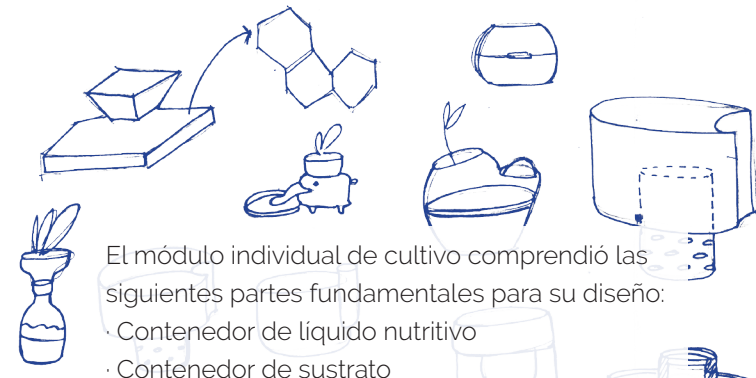 El módulo individual de cultivo comprendió las
siguientes partes fundamentales para su diseño:
· Contenedor de líquido nutritivo
· Contenedor de sustrato